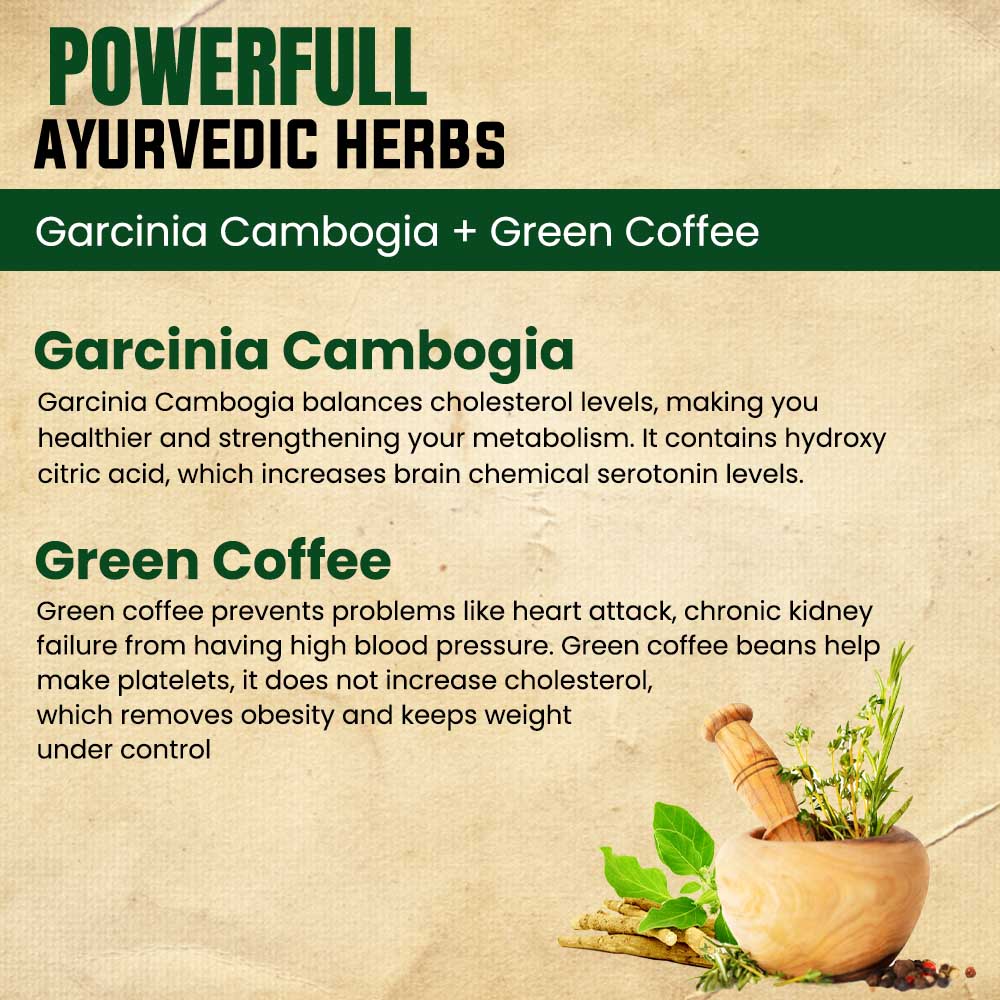 POWERFULL
AYURVEDIC HERBS
Garcinia Cambogia + Green Coffee
Garcinia Cambogia
Garcinia Cambogia balances cholesterol levels, making you
healthier and strengthening your metabolism. It contains hydroxy
citric acid, which increases brain chemical serotonin levels.
Green Coffee
Green coffee prevents problems like heart attack, chronic kidney
failure from having high blood pressure. Green coffee beans help
make platelets, it does not increase cholesterol,
which removes obesity and keeps weight
under control